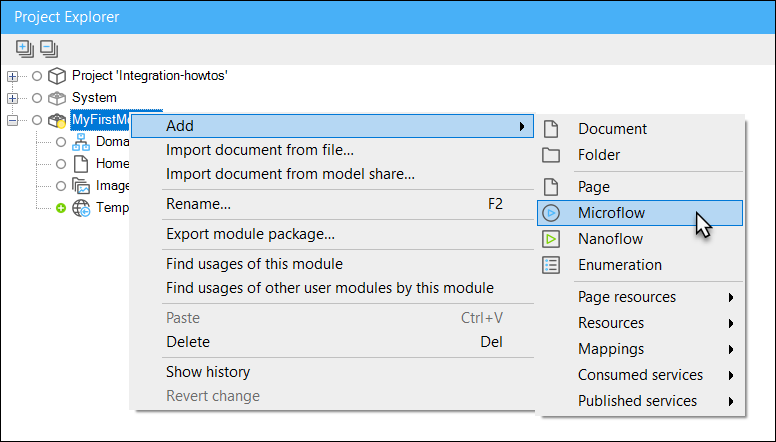 Project Explorer
Project 'Integration-howtos'
System
MyFirstM
Doma
Home
Image
Temp
Add
Import document from file...
Import document from model share...
Rename... F2
Export module package...
Find usages of this module
Find usages of other user modules by this module
Paste Ctrl+V
Delete Del
Show history
Revert change
Document
Folder
Page
Microflow
Nanoflow
Enumeration
Page resources
Resources
Mappings
Consumed services
Published services